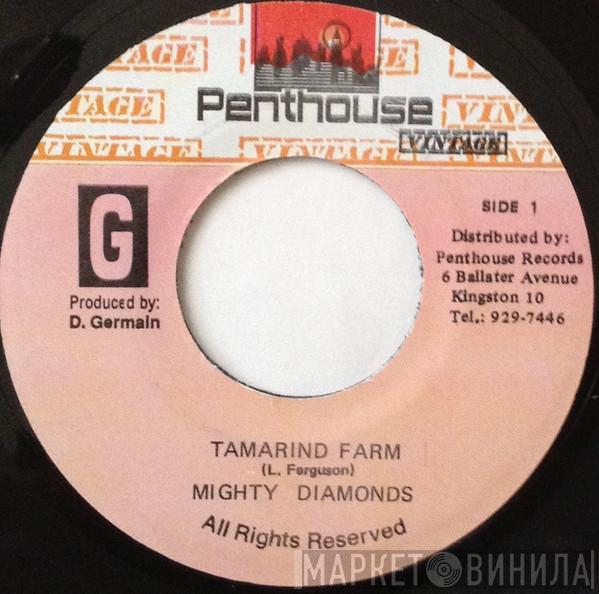 VINTAGE
Penthouse
VINTAGE
G
Produced by:
D. Germain
SIDE 1
Distributed by:
Penthouse Records
6 Ballater Avenue
Kingston 10
Tel.: 929-7446
TAMARIND FARM
(L. Ferguson)
MIGHTY DIAMONDS
All Rights Reserved
МАРКЕТ ВИНИЛА